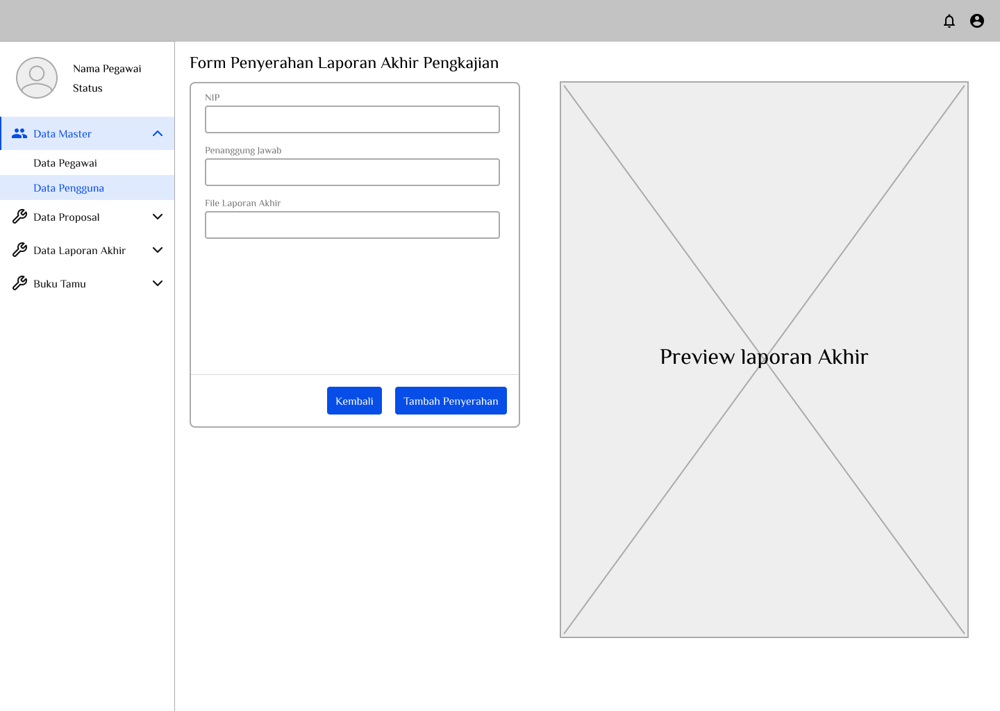 Nama Pegawai
Status
Data Master
Data Pegawai
Data Pengguna
Data Proposal
Data Laporan Akhir
Buku Tamu
Form Penyerahan Laporan Akhir Pengkajian
NIP
Penanggung Jawab
File Laporan Akhir
Kembali
Tambah Penyerahan
Preview laporan Akhir